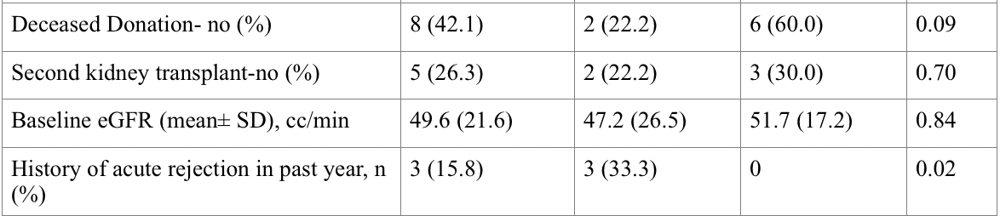 Deceased Donation- no (%) 8 (42.1) 2 (22.2) 6 (60.0) 0.09
Second kidney transplant-no (%) 5 (26.3) 2 (22.2) 3 (30.0) 0.70
Baseline eGFR (mean± SD), cc/min 49.6 (21.6) 47.2 (26.5) 51.7 (17.2) 0.84
History of acute rejection in past year, n 3 (15.8) 3 (33.3) 0 0.02
(%)